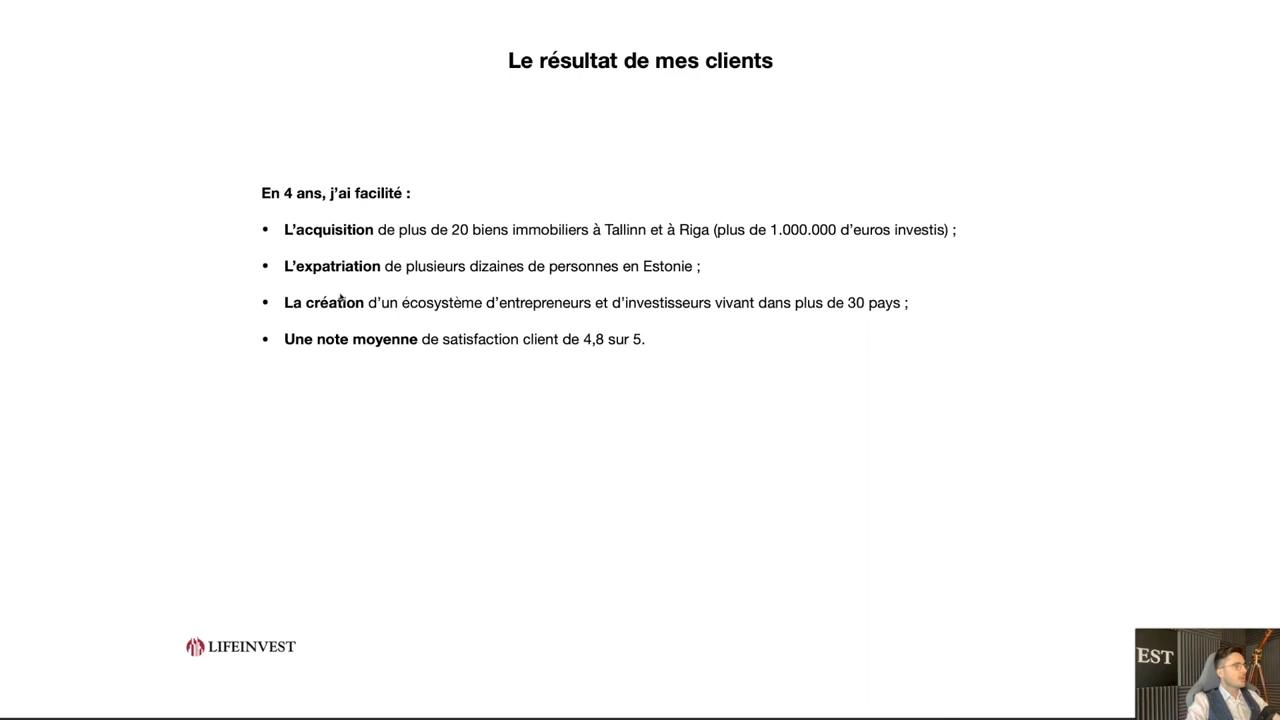 Le résultat de mes clients
En 4 ans, j’ai facilité :
• L’acquisition de plus de 20 biens immobiliers à Tallinn et à Riga (plus de 1.000.000 d’euros investis) ;
• L’expatriation de plusieurs dizaines de personnes en Estonie ;
• La création d’un écosystème d’entrepreneurs et d’investisseurs vivant dans plus de 30 pays ;
• Une note moyenne de satisfaction client de 4,8 sur 5.
LIFEINVEST
EST